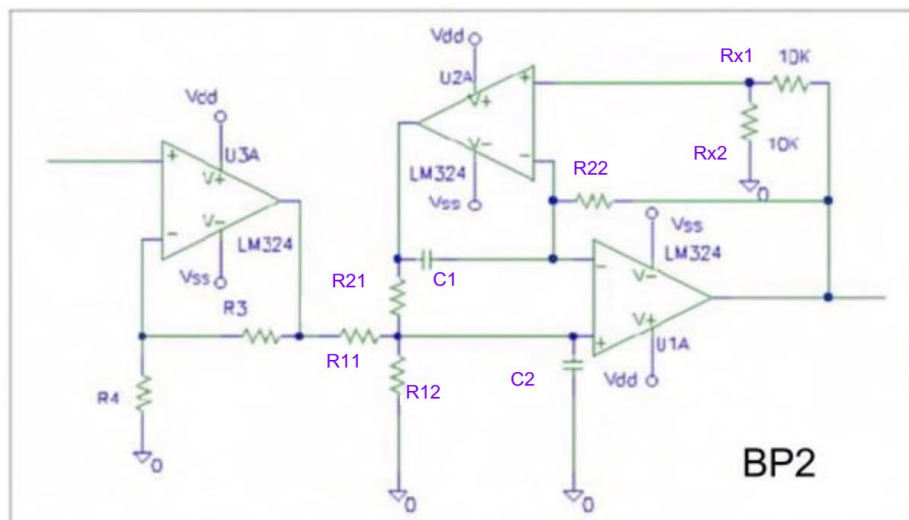 Vdd
Rx1
10K
U2A
+
V+
Vdd
V-
-
Rx2
10K
+
U3A
V+
LM324
R22
0
Vss
Vss
V-
-
LM324
LM324
Vss
-
V-
R21
C1
R3
V+
+
U1A
R11
R4
R12
C2
Vdd
0
BP2
0
0